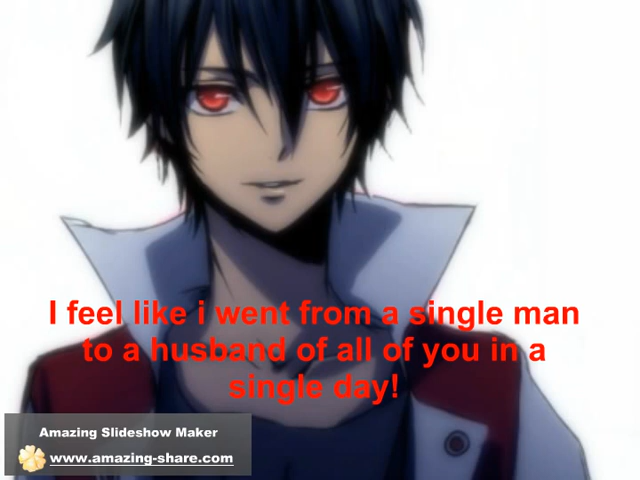 I feel like i went from a single man
to a husband of all of you in a
single day!
Amazing Slideshow Maker
www.amazing-share.com